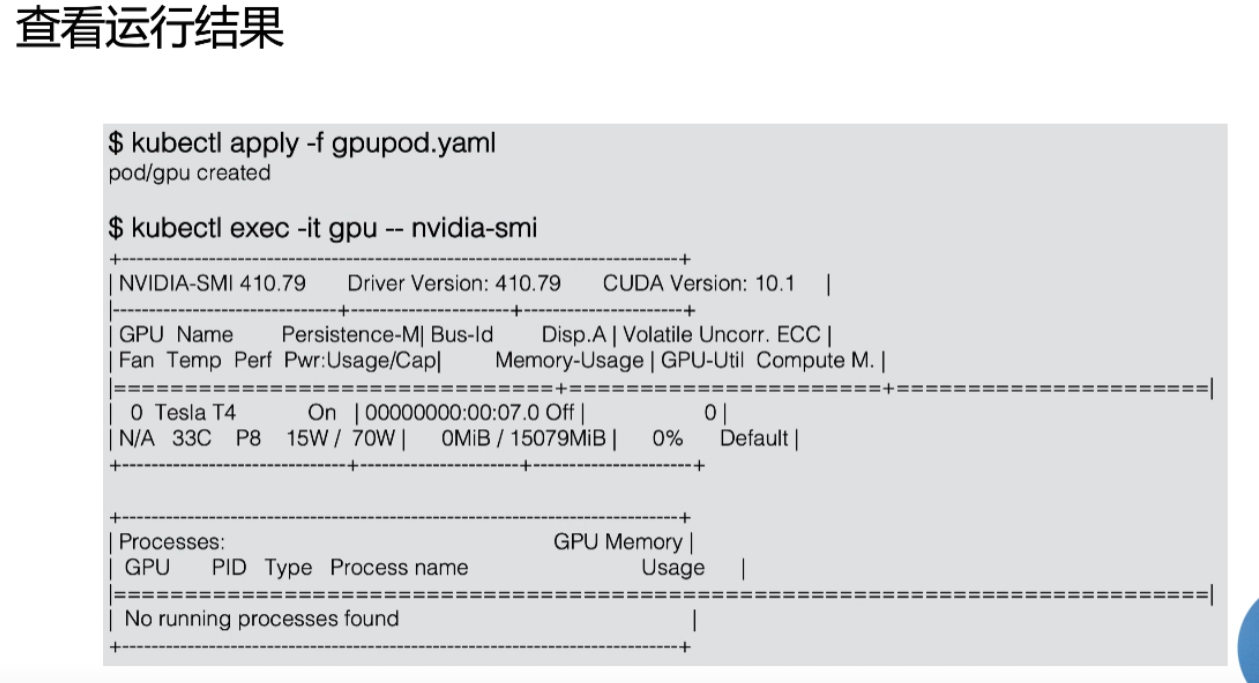 查看运行结果
$ kubectl apply -f gpupod.yaml
pod/gpu created
$ kubectl exec -it gpu -- nvidia-smi
+-----------------------------------------------------------------------------+
| NVIDIA-SMI 410.79 Driver Version: 410.79 CUDA Version: 10.1 |
|-------------------------------+----------------------+----------------------+
| GPU Name Persistence-M| Bus-Id Disp.A | Volatile Uncorr. ECC |
| Fan Temp Perf Pwr:Usage/Cap| Memory-Usage | GPU-Util Compute M. |
|===============================+======================+======================|
| 0 Tesla T4 On | 00000000:00:07.0 Off | 0 |
| N/A 33C P8 15W / 70W | 0MiB / 15079MiB | 0% Default |
+-------------------------------+----------------------+----------------------+
+-----------------------------------------------------------------------------+
| Processes: GPU Memory |
| GPU PID Type Process name Usage |
|=============================================================================|
| No running processes found |
+-----------------------------------------------------------------------------+